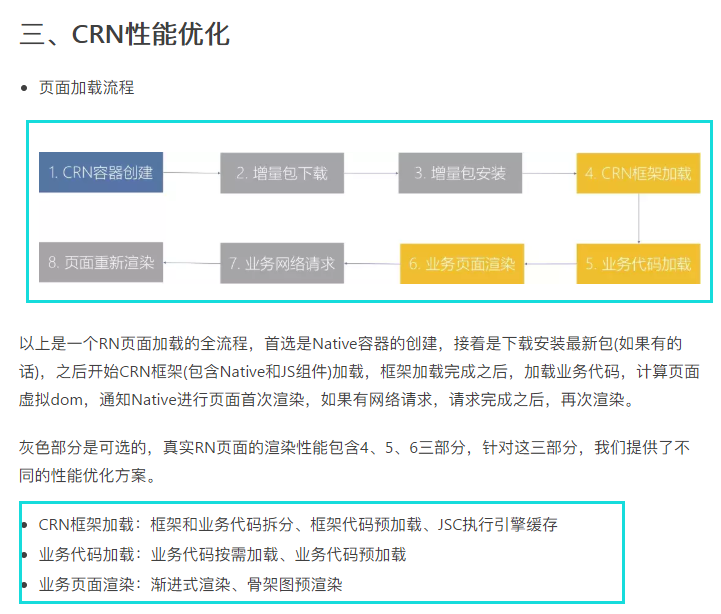 三、CRN性能优化
页面加载流程
1. CRN容器创建
2. 增量包下载
3. 增量包安装
4. CRN框架加载
8. 页面重新渲染
7. 业务网络请求
6. 业务页面渲染
5. 业务代码加载
以上是一个RN页面加载的全流程，首选是Native容器的创建，接着是下载安装最新包(如果有的
话)，之后开始CRN框架(包含Native和JS组件)加载，框架加载完成之后，加载业务代码，计算页面
虚拟dom，通知Native进行页面首次渲染，如果有网络请求，请求完成之后，再次渲染。
灰色部分是可选的，真实RN页面的渲染性能包含4、5、6三部分，针对这三部分，我们提供了不
同的性能优化方案。
CRN框架加载：框架和业务代码拆分、框架代码预加载、JSC执行引擎缓存
业务代码加载：业务代码按需加载、业务代码预加载
业务页面渲染：渐进式渲染、骨架图预渲染